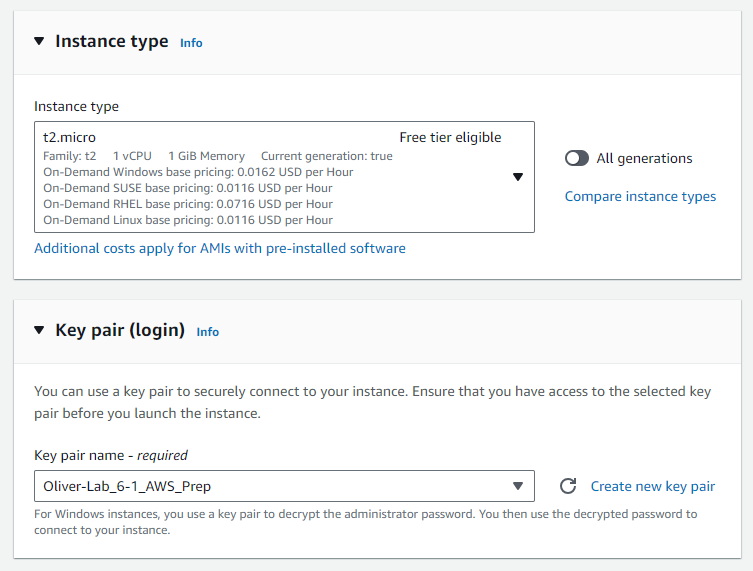 Instance type Info
Instance type
t2.micro Free tier eligible
Family: t2 1 vCPU 1 GiB Memory Current generation: true
On-Demand Windows base pricing: 0.0162 USD per Hour
On-Demand SUSE base pricing: 0.0116 USD per Hour
On-Demand RHEL base pricing: 0.0716 USD per Hour
On-Demand Linux base pricing: 0.0116 USD per Hour
All generations
Compare instance types
Additional costs apply for AMIs with pre-installed software
Key pair (login) Info
You can use a key pair to securely connect to your instance. Ensure that you have access to the selected key
pair before you launch the instance.
Key pair name - required
Oliver-Lab_6-1_AWS_Prep
Create new key pair
For Windows instances, you use a key pair to decrypt the administrator password. You then use the decrypted password to
connect to your instance.